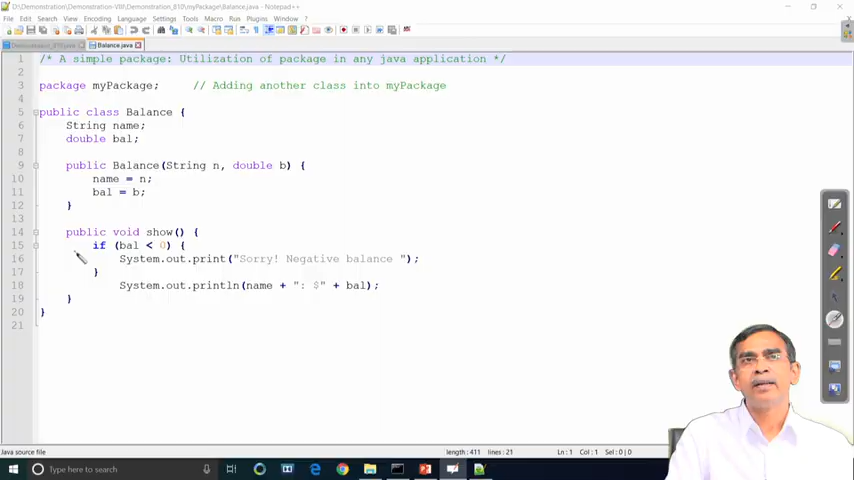 D:\Demonstration\Demonstration-VIII\Demonstration_810\myPackage\Balance.java - Notepad++
File Edit Search View Encoding Language Settings Tools Macro Run Plugins Window ?
Balance.java
1 /* A simple package: Utilization of package in any java application */
2
3 package myPackage; // Adding another class into myPackage
4
5 public class Balance {
6 String name;
7 double bal;
8
9 public Balance(String n, double b) {
10 name = n;
11 bal = b;
12 }
13
14 public void show() {
15 if (bal < 0) {
16 System.out.print("Sorry! Negative balance ");
17 }
18 System.out.println(name + ": $" + bal);
19 }
20 }
21
Java source file length: 411 lines: 21 Ln: 1 Col: 1 Sel: 0 | 0
Type here to search